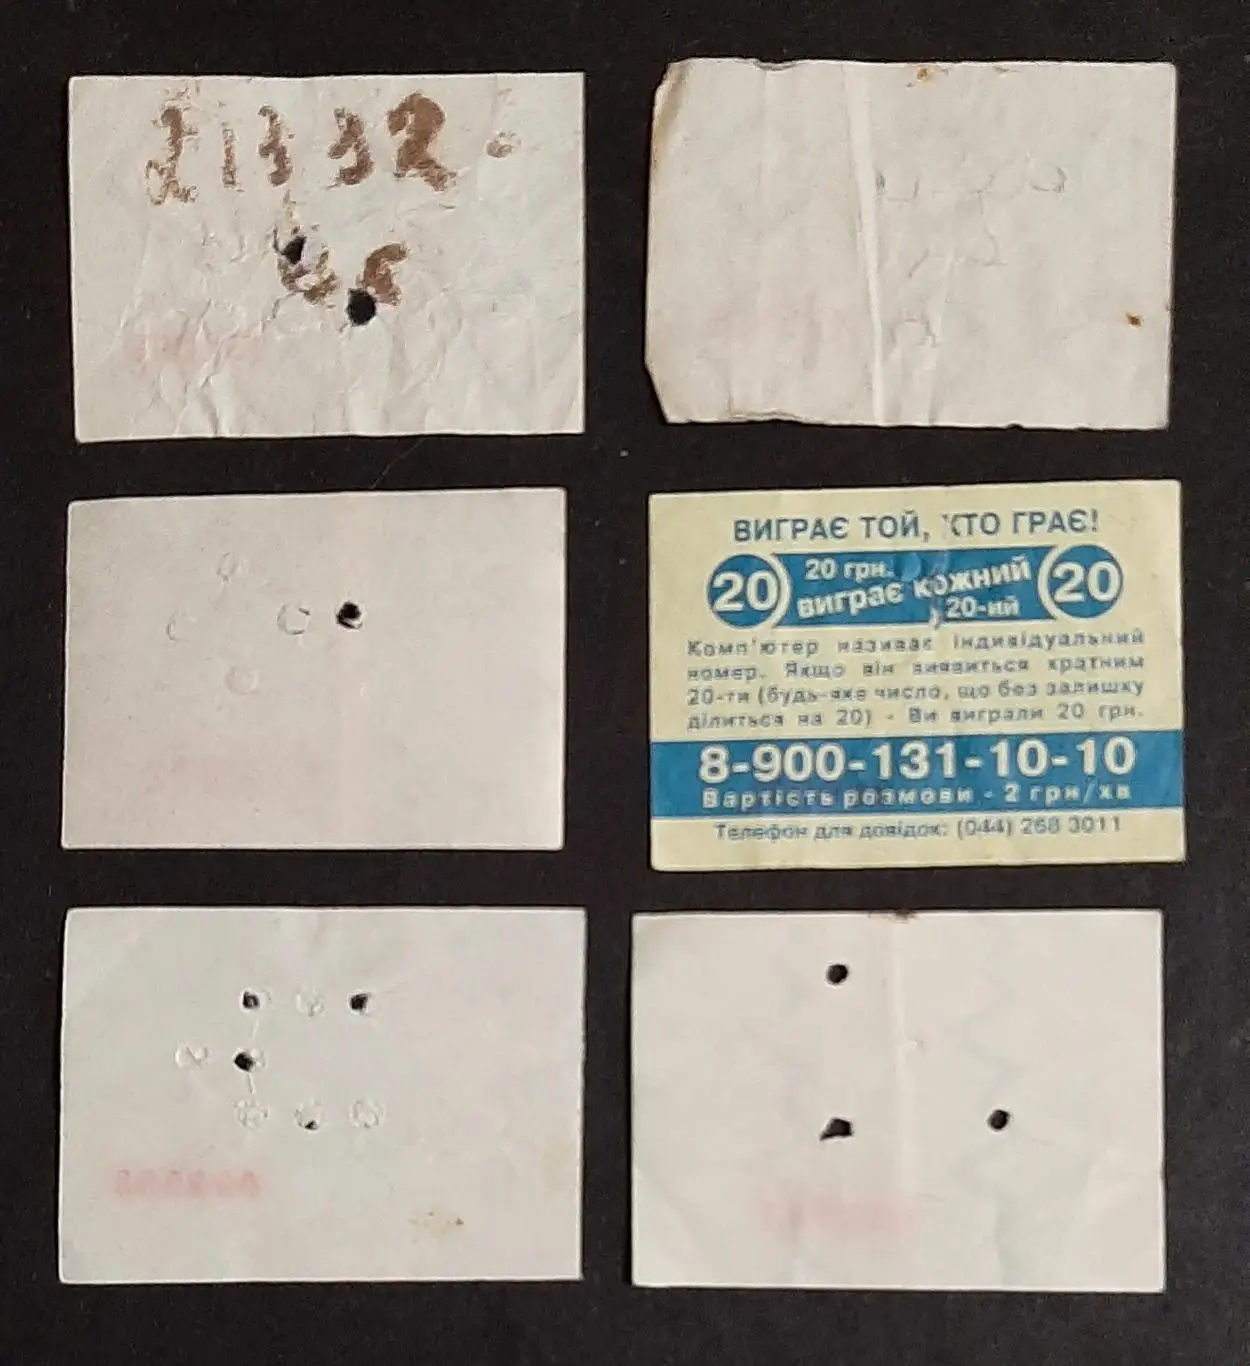 21332
ВИГРАЄ ТОЙ, ХТО ГРАЄ!
20 20 грн. 20
виграє кожний
20-ий
Комп'ютер називає індивідуальний
номер. Якщо він виявиться кратним
20-ти (будь-яке число, що без залишку
ділиться на 20) - Ви виграли 20 грн.
8-900-131-10-10
Вартість розмови - 2 грн/хв
Телефон для довідок: (044) 268 3011